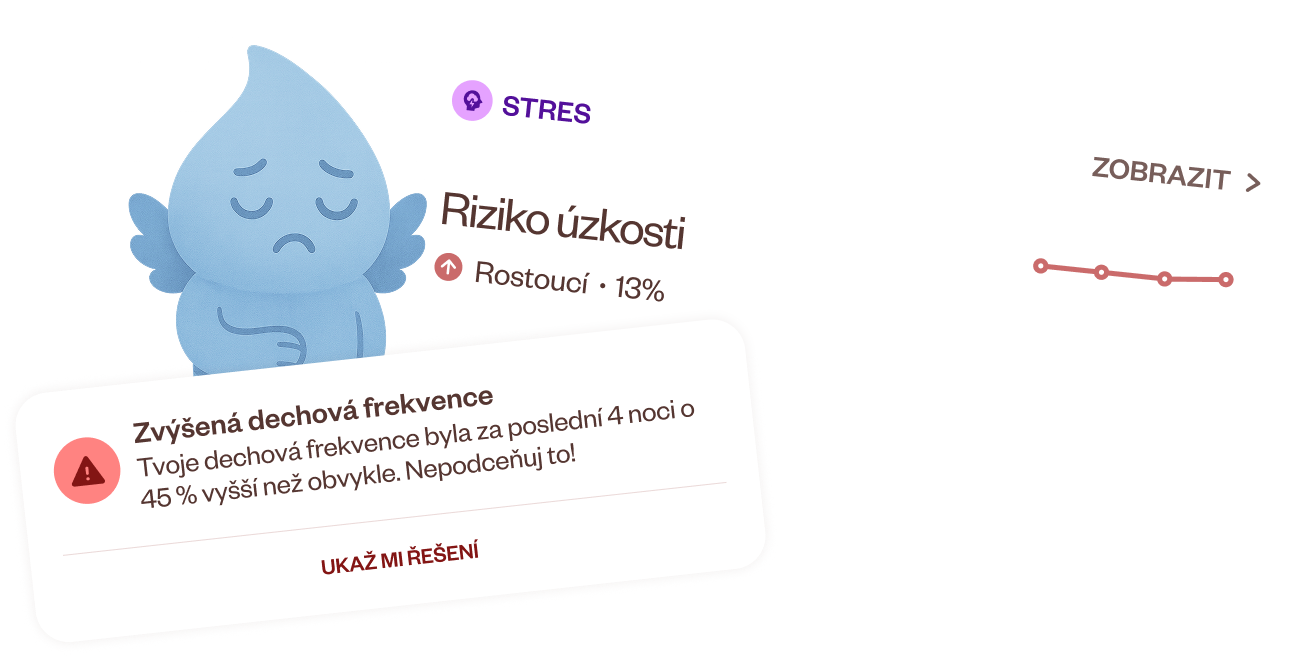 STRES
ZOBRAZIT
Riziko úzkosti
Rostoucí • 13%
Zvýšená dechová frekvence
Tvoje dechová frekvence byla za poslední 4 noci o
45 % vyšší než obvykle. Nepodceňuj to!
UKAŽ MI ŘEŠENÍ